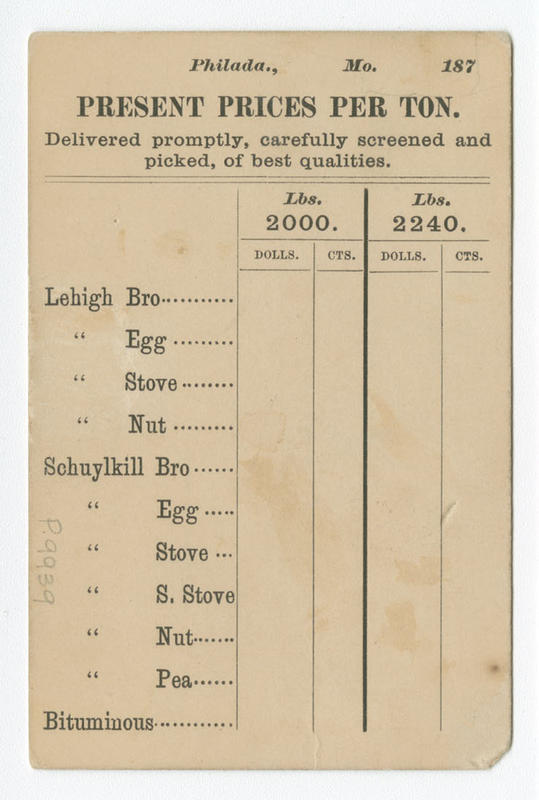 Philada., Mo. 187
PRESENT PRICES PER TON.
Delivered promptly, carefully screened and
picked, of best qualities.
Lbs. Lbs.
2000. 2240.
DOLLS. CTS. DOLLS. CTS.
Lehigh Bro...........
“ Egg.........
“ Stove........
“ Nut.........
Schuylkill Bro......
“ Egg.....
“ Stove...
“ S. Stove
“ Nut.......
“ Pea......
Bituminous............
P.9939